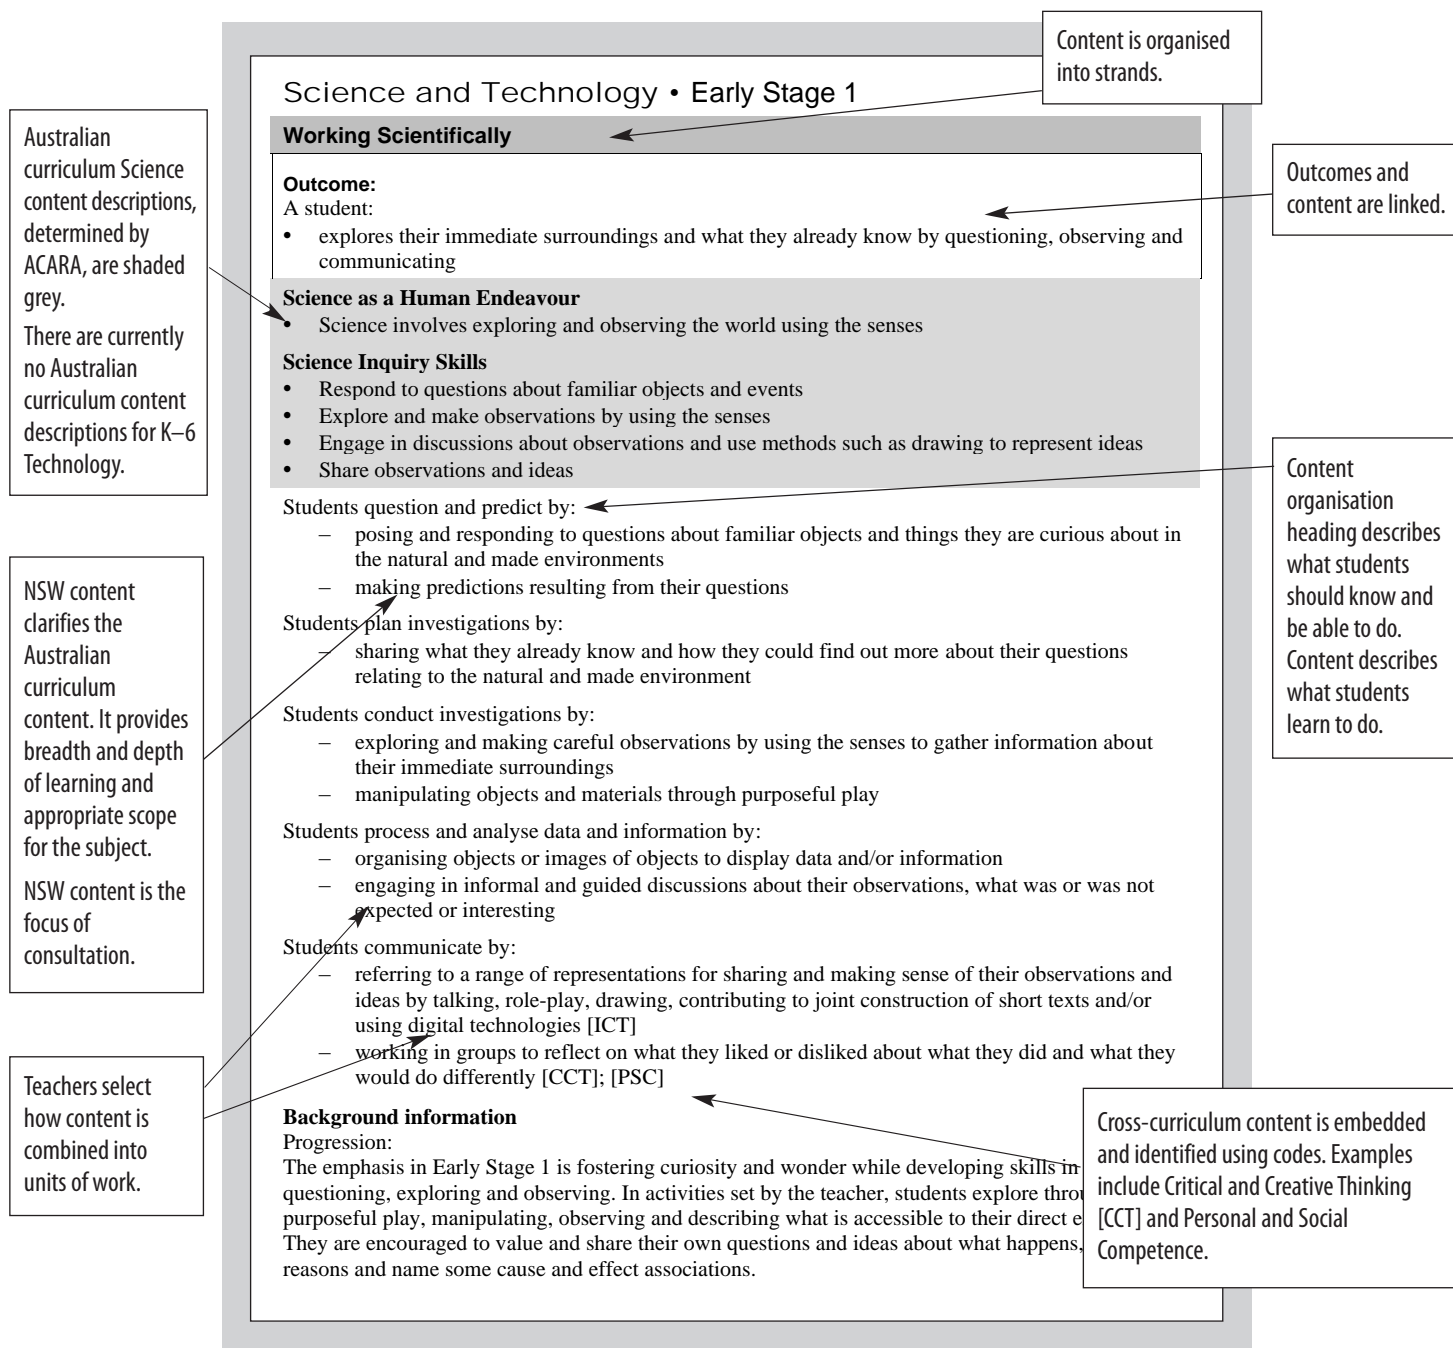 Content is organised
into strands.
Science and Technology • Early Stage 1
Working Scientifically
Australian
curriculum Science
content descriptions,
determined by
ACARA, are shaded
grey.
There are currently
no Australian
curriculum content
descriptions for K–6
Technology.
Outcomes and
content are linked.
Outcome:
A student:
• explores their immediate surroundings and what they already know by questioning, observing and
communicating
Science as a Human Endeavour
• Science involves exploring and observing the world using the senses
Science Inquiry Skills
• Respond to questions about familiar objects and events
• Explore and make observations by using the senses
• Engage in discussions about observations and use methods such as drawing to represent ideas
• Share observations and ideas
Content
organisation
heading describes
what students
should know and
be able to do.
Content describes
what students
learn to do.
Students question and predict by:
– posing and responding to questions about familiar objects and things they are curious about in
the natural and made environments
– making predictions resulting from their questions
NSW content
clarifies the
Australian
curriculum
content. It provides
breadth and depth
of learning and
appropriate scope
for the subject.
NSW content is the
focus of
consultation.
Students plan investigations by:
– sharing what they already know and how they could find out more about their questions
relating to the natural and made environment
Students conduct investigations by:
– exploring and making careful observations by using the senses to gather information about
their immediate surroundings
– manipulating objects and materials through purposeful play
Students process and analyse data and information by:
– organising objects or images of objects to display data and/or information
– engaging in informal and guided discussions about their observations, what was or was not
expected or interesting
Students communicate by:
– referring to a range of representations for sharing and making sense of their observations and
ideas by talking, role-play, drawing, contributing to joint construction of short texts and/or
using digital technologies [ICT]
– working in groups to reflect on what they liked or disliked about what they did and what they
would do differently [CCT]; [PSC]
Teachers select
how content is
combined into
units of work.
Cross-curriculum content is embedded
and identified using codes. Examples
include Critical and Creative Thinking
[CCT] and Personal and Social
Competence.
Background information
Progression:
The emphasis in Early Stage 1 is fostering curiosity and wonder while developing skills in
questioning, exploring and observing. In activities set by the teacher, students explore
purposeful play, manipulating, observing and describing what is accessible to their direct
They are encouraged to value and share their own questions and ideas about what happens,
reasons and name some cause and effect associations.